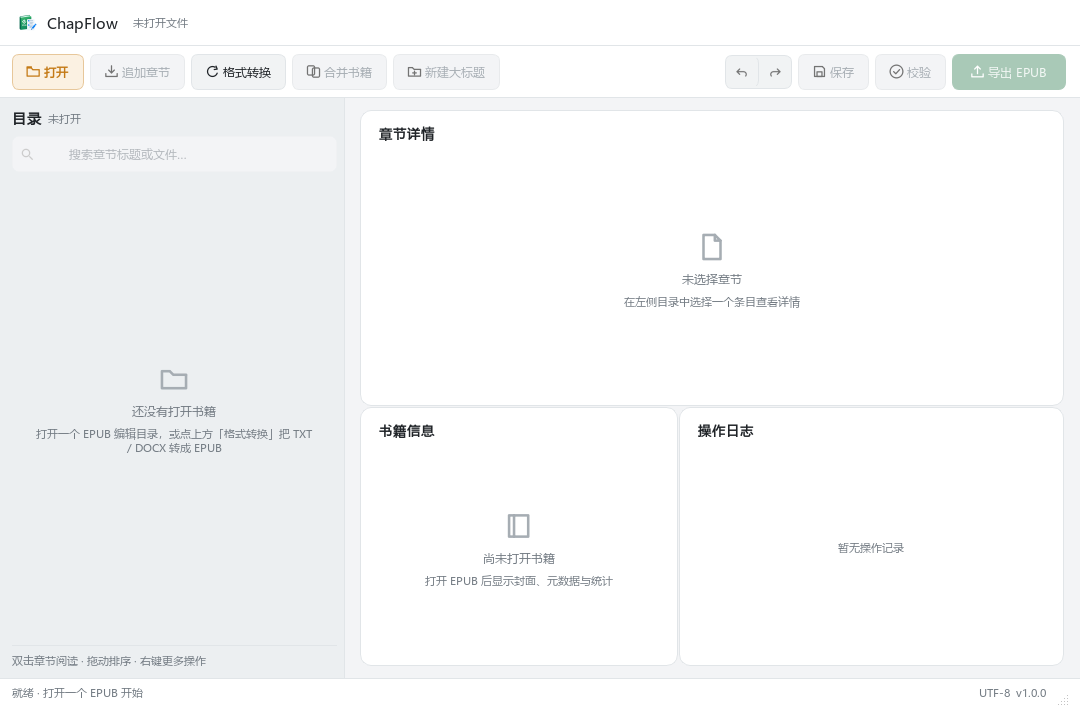 ChapFlow 未打开文件
打开 追加章节 格式转换 合并书籍 新建大标题 保存 校验 导出 EPUB
目录 未打开
搜索章节标题或文件...
还没有打开书籍
打开一个 EPUB 编辑目录，或点上方「格式转换」把 TXT
/ DOCX 转成 EPUB
双击章节阅读 · 拖动排序 · 右键更多操作
章节详情
未选择章节
在左侧目录中选择一个条目查看详情
书籍信息
尚未打开书籍
打开 EPUB 后显示封面、元数据与统计
操作日志
暂无操作记录
就绪 · 打开一个 EPUB 开始
UTF-8 v1.0.0